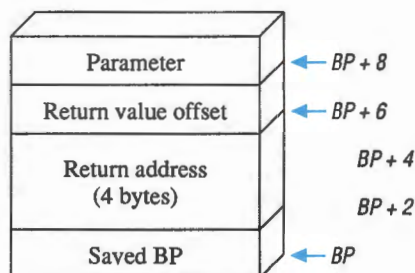 Parameter
BP + 8
Return value offset
BP + 6
Return address
(4 bytes)
BP + 4
BP + 2
Saved BP
BP